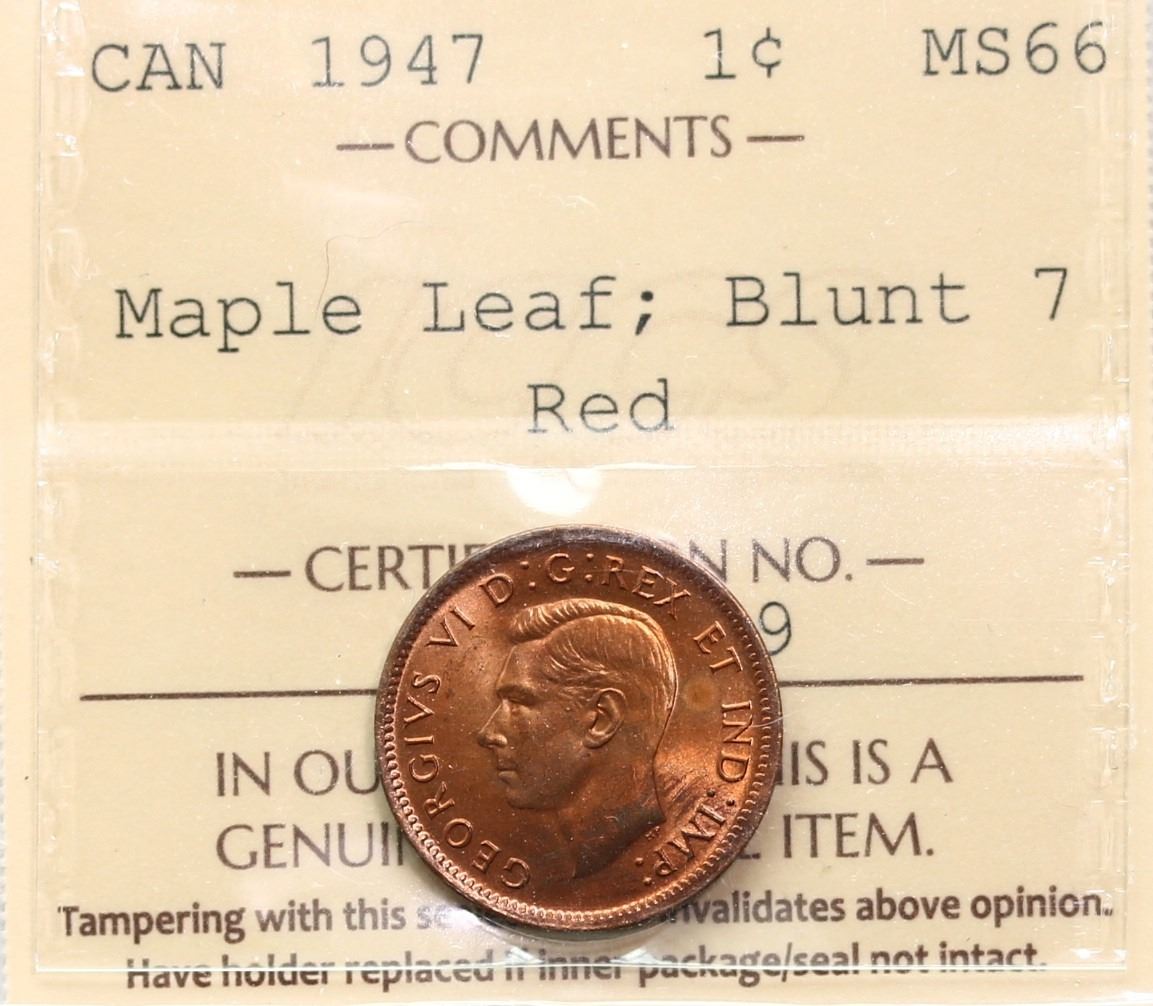 CAN 1947 1¢ MS66
— COMMENTS —
Maple Leaf; Blunt 7
Red
— CERTI N NO. —
9
GEORGIVS VI D:G:REX ET IND:IMP:
IN OU IS IS A
GENUI ITEM.
Tampering with this se nvalidates above opinion.
Have holder replaced if inner package/seal not intact.